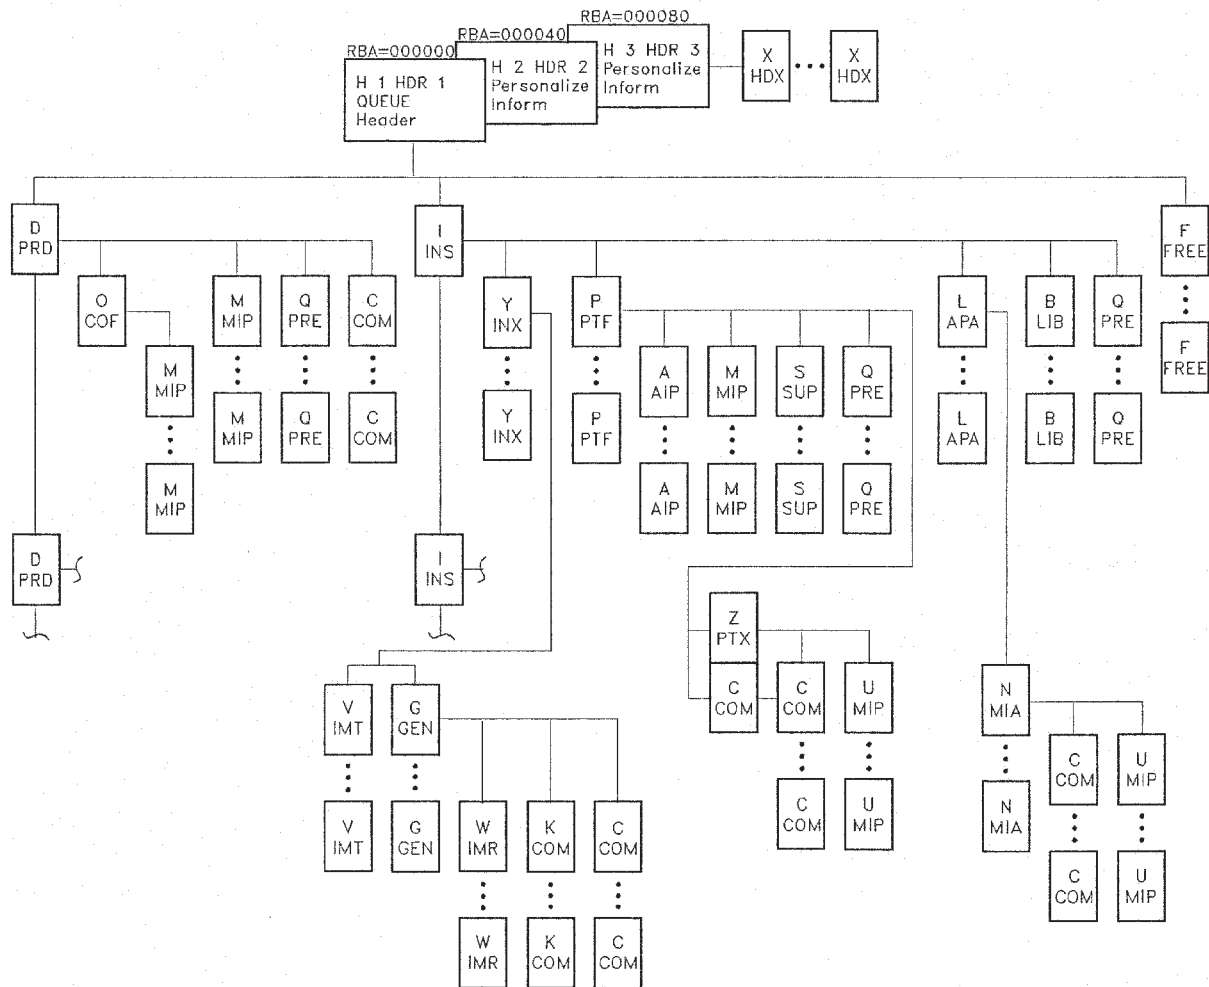 RBA=000080
RBA=000040
RBA=000000
H 3 HDR 3
Personalize
Inform
H 2 HDR 2
Personalize
Inform
H 1 HDR 1
QUEUE
Header
X
HDX
X
HDX
D
PRD
I
INS
F
FREE
O
COF
M
MIP
Q
PRE
C
COM
Y
INX
P
PTF
L
APA
B
LIB
Q
PRE
F
FREE
M
MIP
A
AIP
M
MIP
S
SUP
Q
PRE
M
MIP
Q
PRE
C
COM
Y
INX
P
PTF
L
APA
B
LIB
Q
PRE
M
MIP
A
AIP
M
MIP
S
SUP
Q
PRE
D
PRD
I
INS
Z
PTX
C
COM
C
COM
U
MIP
N
MIA
V
IMT
G
GEN
C
COM
U
MIP
C
COM
U
MIP
N
MIA
V
IMT
G
GEN
W
IMR
K
COM
C
COM
C
COM
U
MIP
W
IMR
K
COM
C
COM